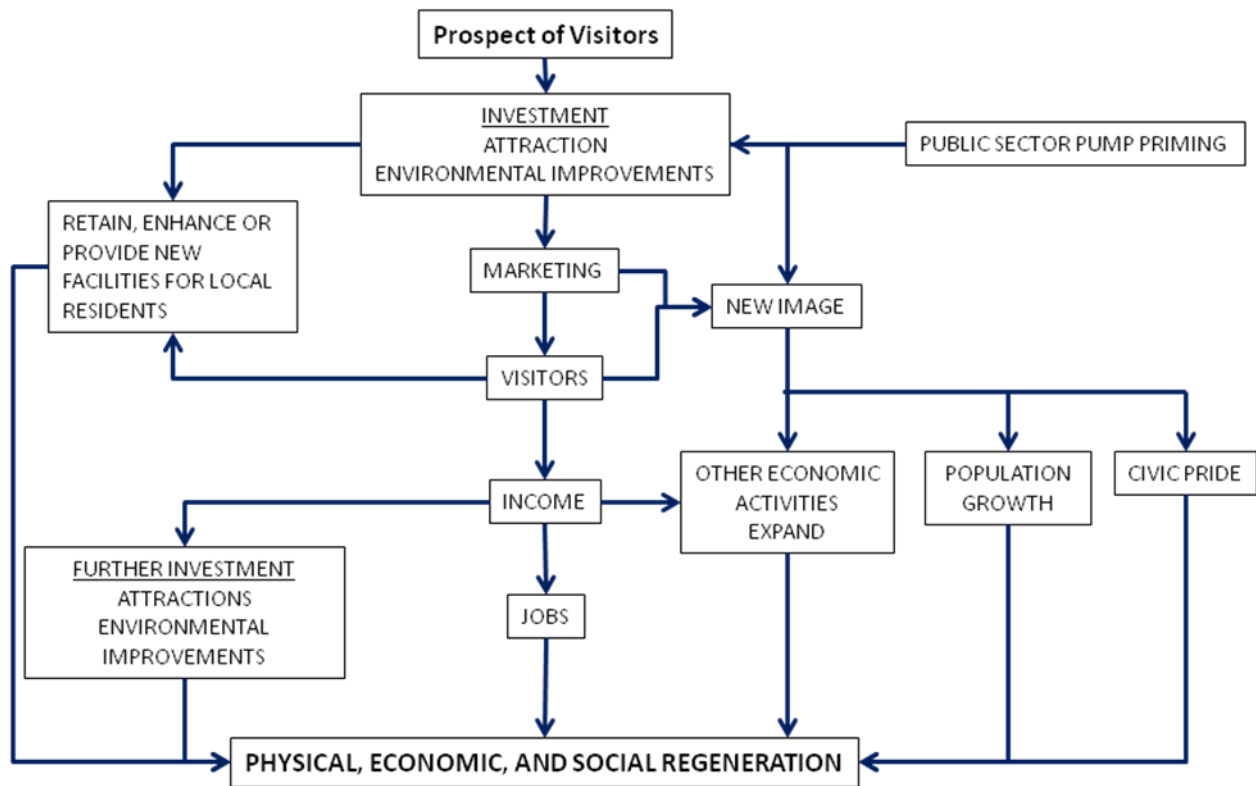 Prospect of Visitors
INVESTMENT
ATTRACTION
ENVIRONMENTAL IMPROVEMENTS
PUBLIC SECTOR PUMP PRIMING
RETAIN, ENHANCE OR
PROVIDE NEW
FACILITIES FOR LOCAL
RESIDENTS
MARKETING
NEW IMAGE
VISITORS
INCOME
OTHER ECONOMIC
ACTIVITIES
EXPAND
POPULATION
GROWTH
CIVIC PRIDE
FURTHER INVESTMENT
ATTRACTIONS
ENVIRONMENTAL
IMPROVEMENTS
JOBS
PHYSICAL, ECONOMIC, AND SOCIAL REGENERATION